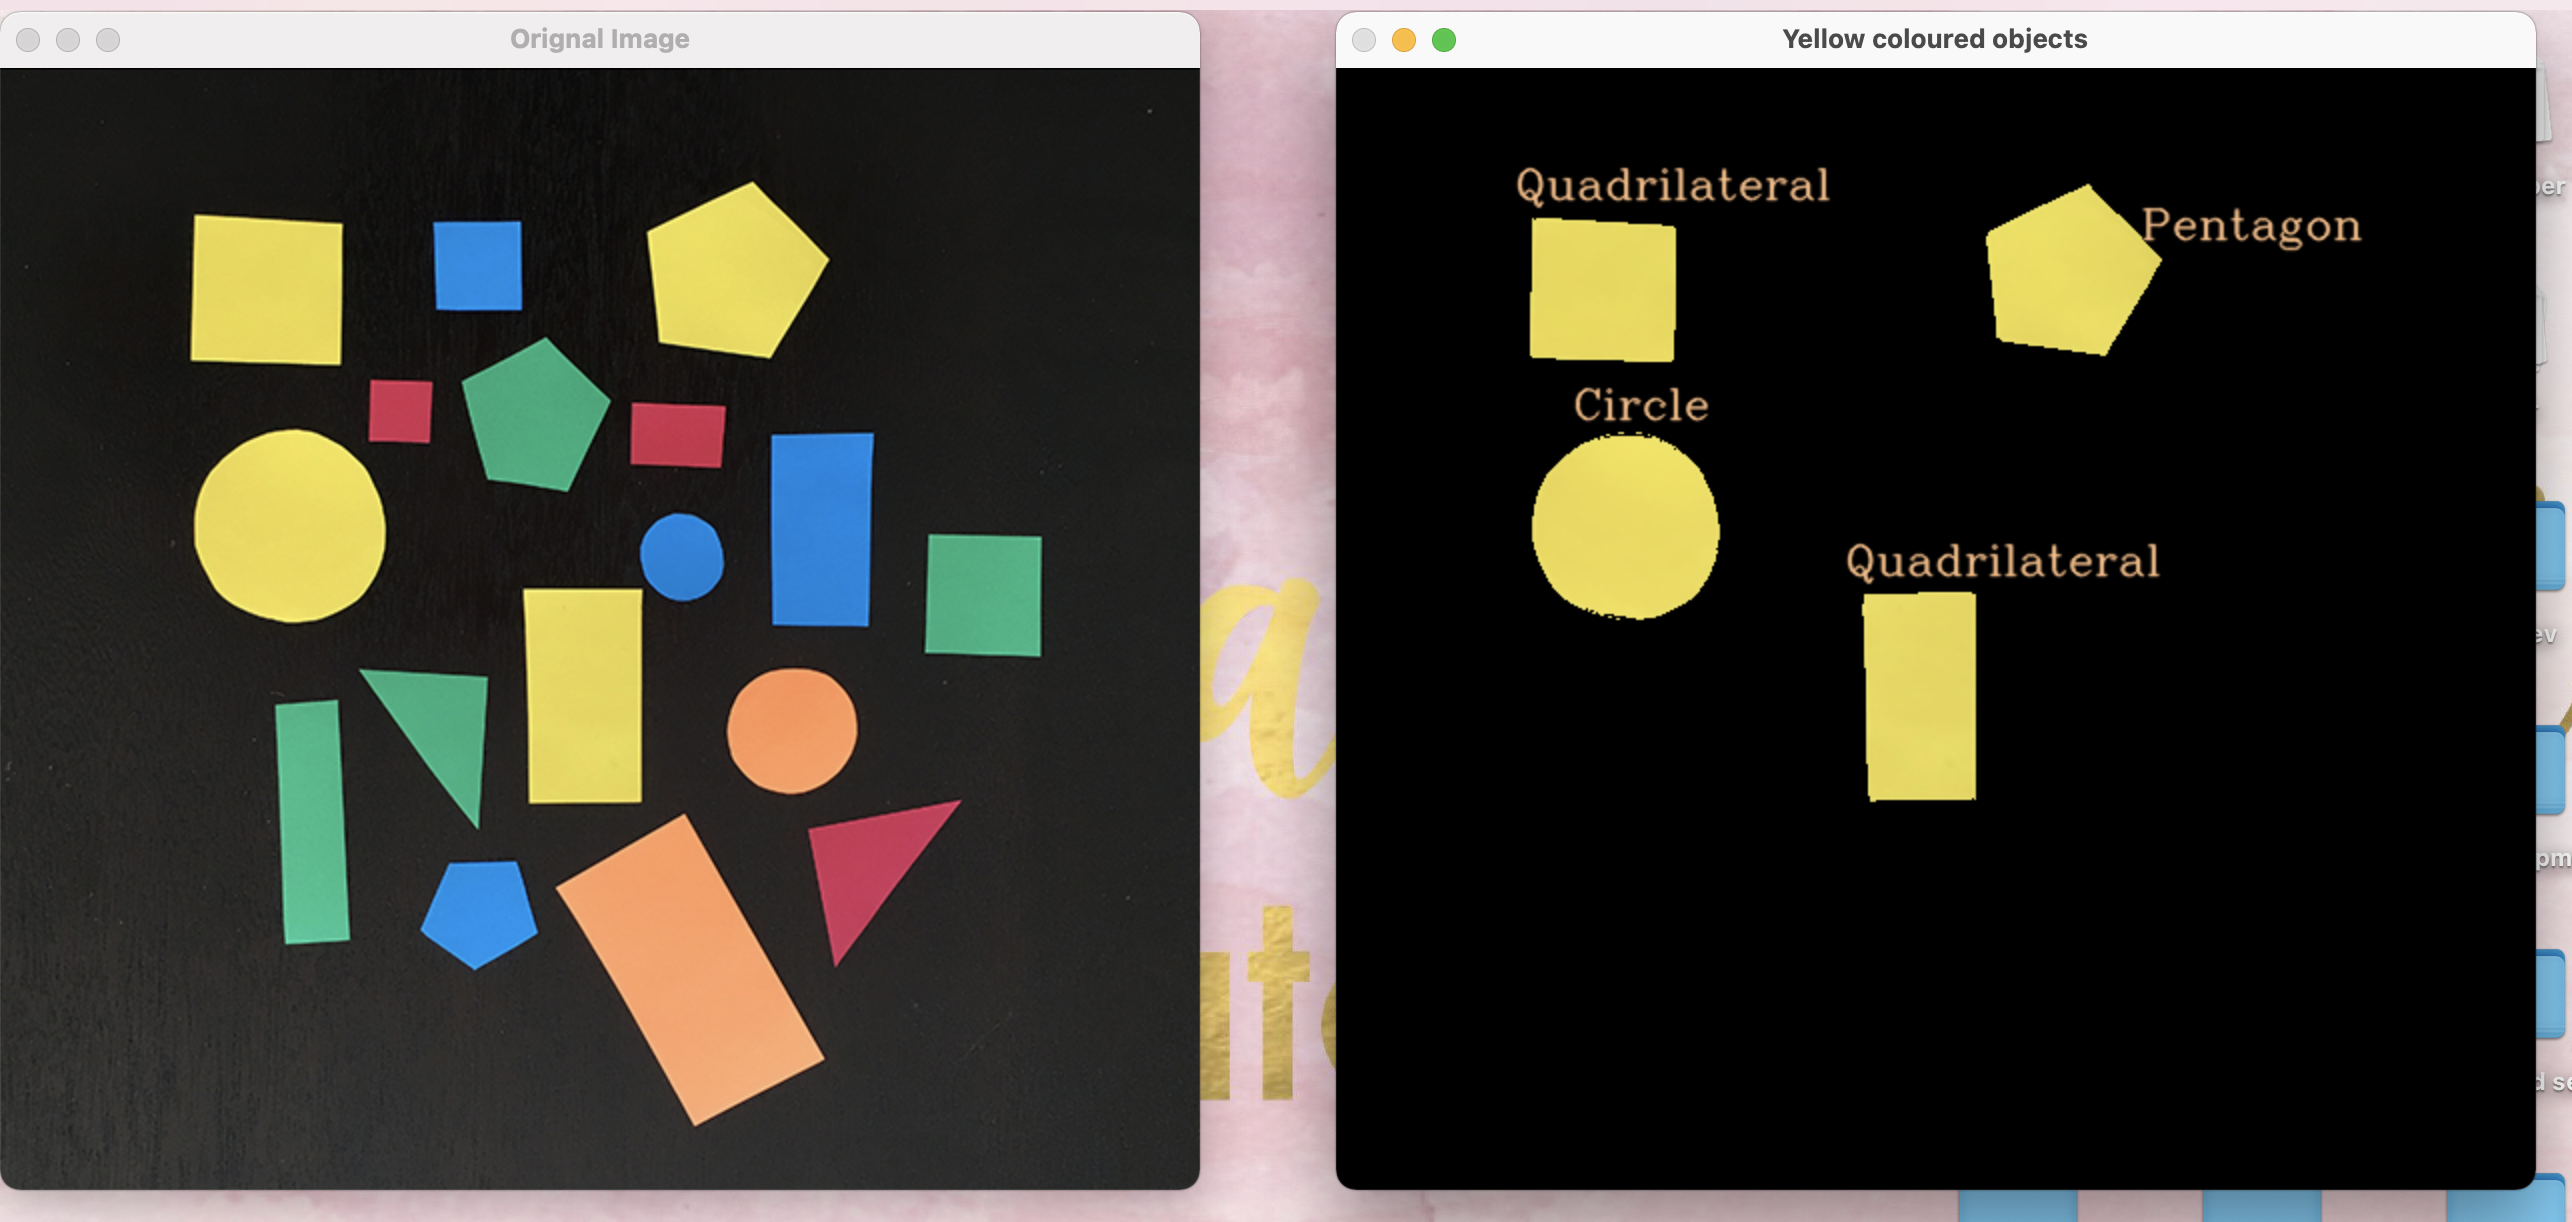 Orignal Image
Yellow coloured objects
Quadrilateral
Pentagon
Circle
Quadrilateral